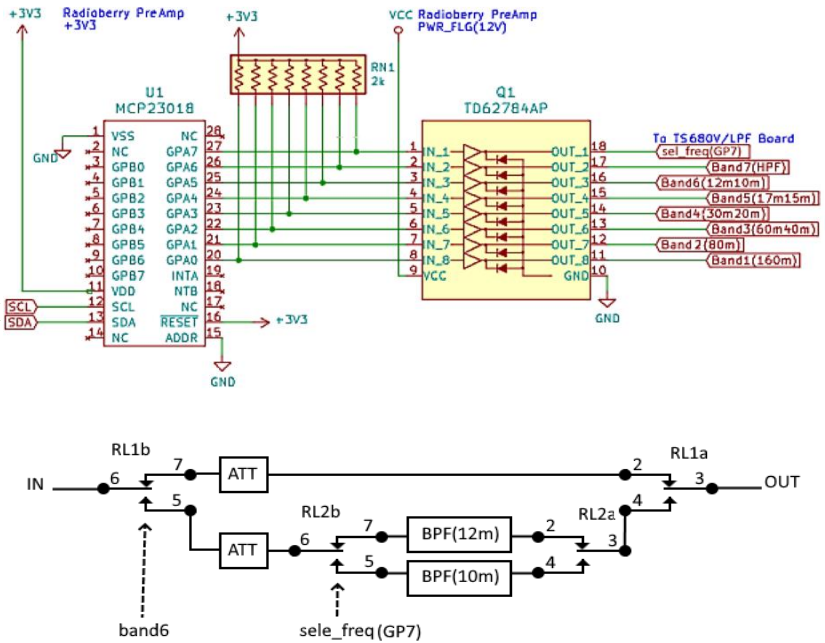 +3V3
Radioberry PreAmp
+3V3
+3V3
RN1
2k
VCC
Radioberry PreAmp
PWR_FLG(12V)
U1
MCP23018
1 VSS NC 28
2 NC GPA7 27
3 GPB0 GPA6 26
4 GPB1 GPA5 25
5 GPB2 GPA4 24
6 GPB3 GPA3 23
7 GPB4 GPA2 22
8 GPB5 GPA1 21
9 GPB6 GPA0 20
10 GPB7 INTA 19
11 VDD NTB 18
12 SCL NC 17
13 SDA RESET 16
14 NC ADDR 15
GND
SCL
SDA
+3V3
GND
Q1
TD62784AP
1 IN_1 OUT_1 18
2 IN_2 OUT_2 17
3 IN_3 OUT_3 16
4 IN_4 OUT_4 15
5 IN_5 OUT_5 14
6 IN_6 OUT_6 13
7 IN_7 OUT_7 12
8 IN_8 OUT_8 11
9 VCC GND 10
GND
To TS680V/LPF Board
sel_freq(GP7)
Band7(HPF)
Band6(12m10m)
Band5(17m15m)
Band4(30m20m)
Band3(60m40m)
Band2(80m)
Band1(160m)
RL1b
RL1a
IN 6 7 ATT 2 3 OUT
5 4
RL2b
RL2a
ATT 6 7 BPF(12m) 2 3
5 BPF(10m) 4
band6
sele_freq(GP7)